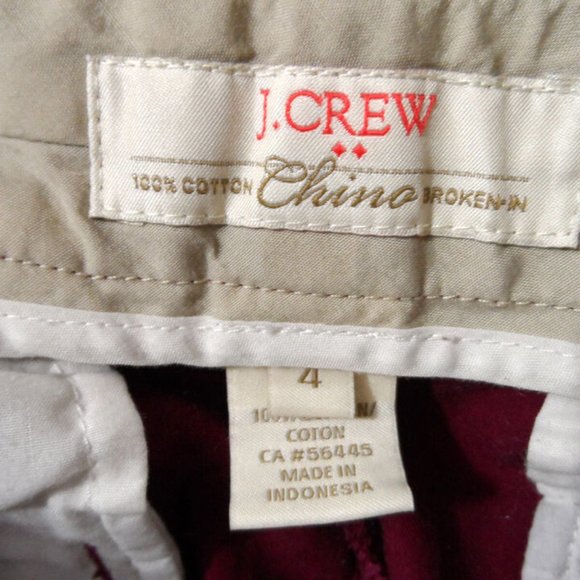 J.CREW
100% COTTON Chino BROKEN-IN
4
COTON
CA #56445
MADE IN
INDONESIA